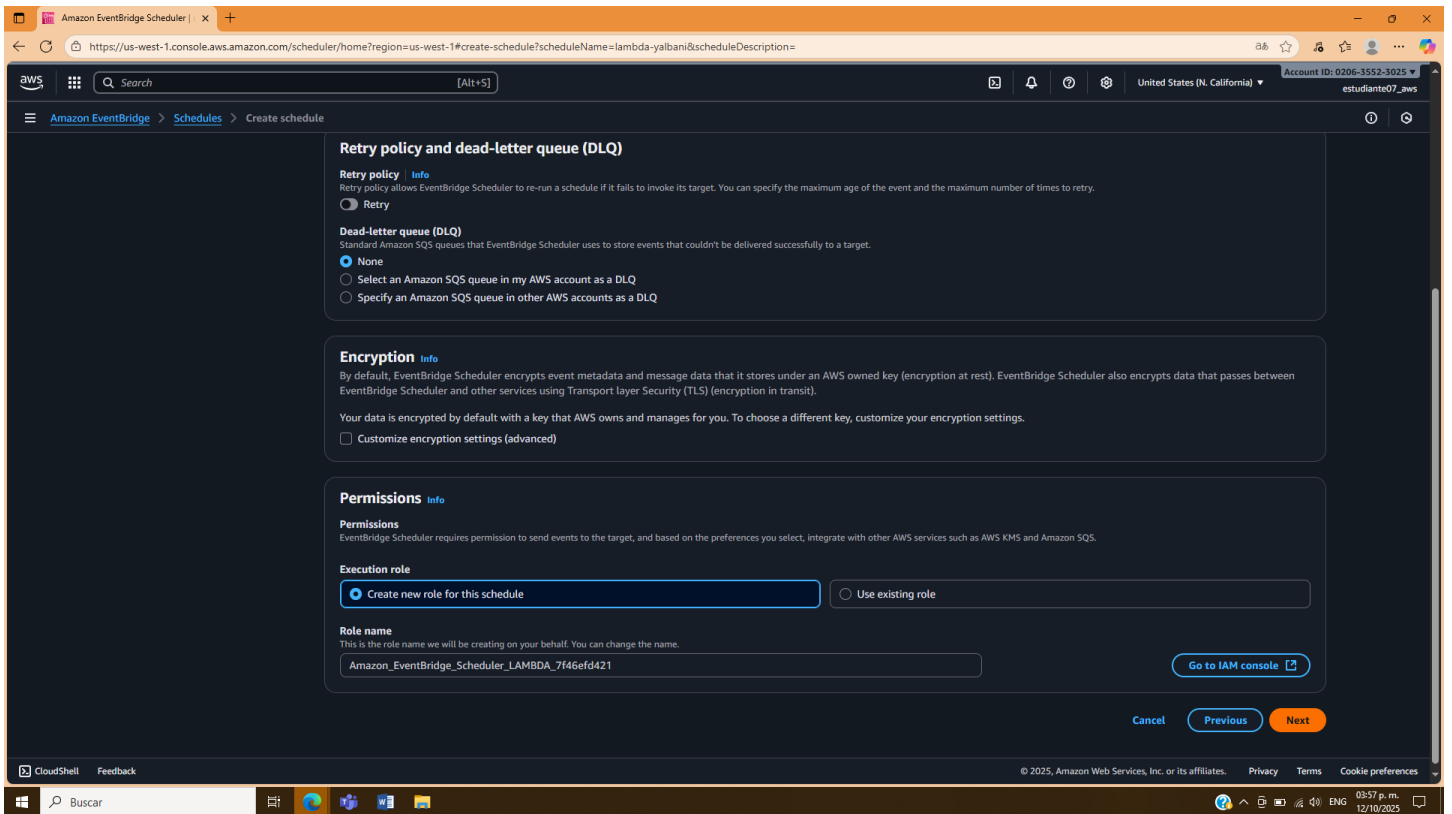 Amazon EventBridge Scheduler |
https://us-west-1.console.aws.amazon.com/scheduler/home?region=us-west-1#create-schedule?scheduleName=lambda-yalbani&scheduleDescription=
aws
Search
[Alt+S]
United States (N. California)
Account ID: 0206-3552-3025
estudiante07_aws
Amazon EventBridge > Schedules > Create schedule
Retry policy and dead-letter queue (DLQ)
Retry policy | Info
Retry policy allows EventBridge Scheduler to re-run a schedule if it fails to invoke its target. You can specify the maximum age of the event and the maximum number of times to retry.
Retry
Dead-letter queue (DLQ)
Standard Amazon SQS queues that EventBridge Scheduler uses to store events that couldn't be delivered successfully to a target.
None
Select an Amazon SQS queue in my AWS account as a DLQ
Specify an Amazon SQS queue in other AWS accounts as a DLQ
Encryption Info
By default, EventBridge Scheduler encrypts event metadata and message data that it stores under an AWS owned key (encryption at rest). EventBridge Scheduler also encrypts data that passes between
EventBridge Scheduler and other services using Transport layer Security (TLS) (encryption in transit).
Your data is encrypted by default with a key that AWS owns and manages for you. To choose a different key, customize your encryption settings.
Customize encryption settings (advanced)
Permissions Info
Permissions
EventBridge Scheduler requires permission to send events to the target, and based on the preferences you select, integrate with other AWS services such as AWS KMS and Amazon SQS.
Execution role
Create new role for this schedule
Use existing role
Role name
This is the role name we will be creating on your behalf. You can change the name.
Amazon_EventBridge_Scheduler_LAMBDA_7f46efd421
Go to IAM console
Cancel
Previous
Next
CloudShell
Feedback
© 2025, Amazon Web Services, Inc. or its affiliates.
Privacy
Terms
Cookie preferences
Buscar
ENG
03:57 p. m.
12/10/2025